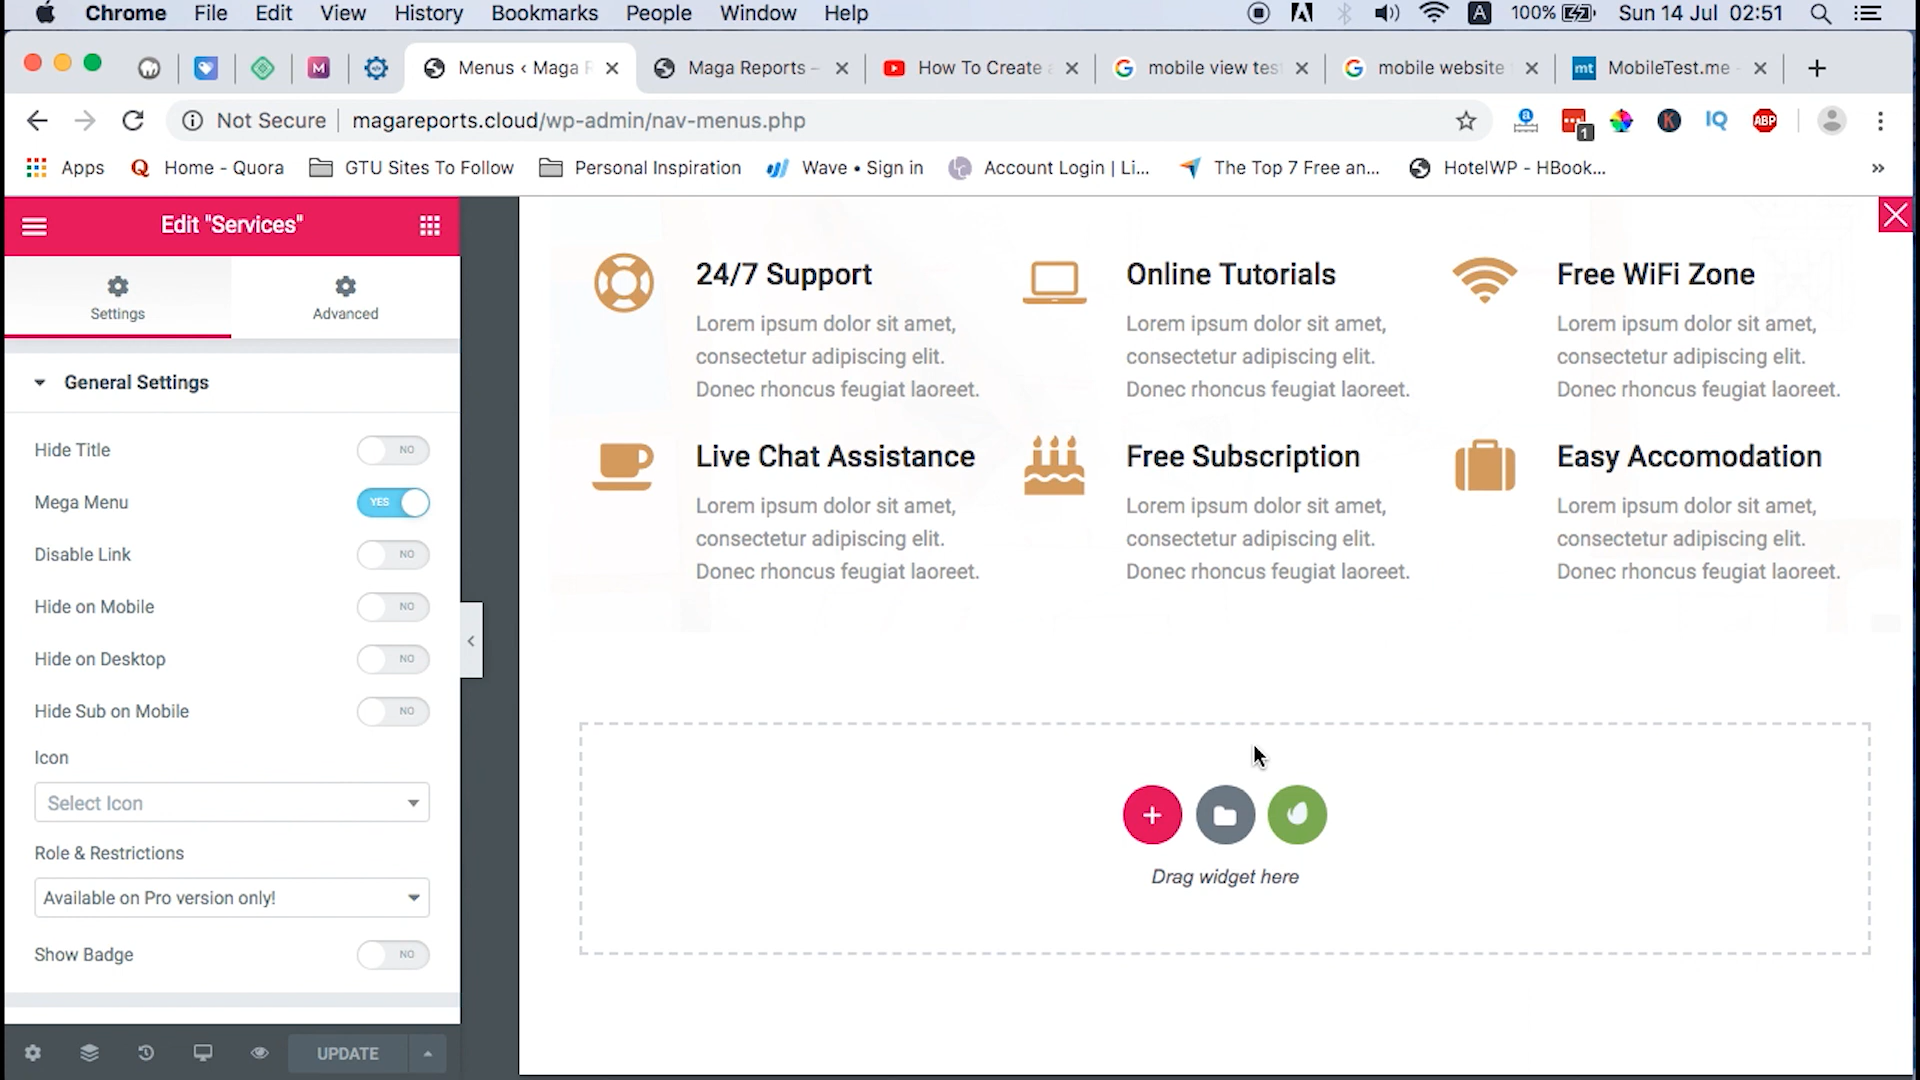 Chrome File Edit View History Bookmarks People Window Help A 100% Sun 14 Jul 02:51
M Menus ‹ Maga R Maga Reports – How To Create a mobile view tes mobile website mt MobileTest.me -
Not Secure magareports.cloud/wp-admin/nav-menus.php 1 K IQ ABP
Apps Q Home - Quora GTU Sites To Follow Personal Inspiration Wave • Sign in Account Login | Li... The Top 7 Free an... HotelWP - HBook... »
Edit "Services"
Settings Advanced
General Settings
Hide Title NO
Mega Menu YES
Disable Link NO
Hide on Mobile NO
Hide on Desktop NO
Hide Sub on Mobile NO
Icon
Select Icon
Role & Restrictions
Available on Pro version only!
Show Badge NO
UPDATE
24/7 Support
Lorem ipsum dolor sit amet,
consectetur adipiscing elit.
Donec rhoncus feugiat laoreet.
Online Tutorials
Lorem ipsum dolor sit amet,
consectetur adipiscing elit.
Donec rhoncus feugiat laoreet.
Free WiFi Zone
Lorem ipsum dolor sit amet,
consectetur adipiscing elit.
Donec rhoncus feugiat laoreet.
Live Chat Assistance
Lorem ipsum dolor sit amet,
consectetur adipiscing elit.
Donec rhoncus feugiat laoreet.
Free Subscription
Lorem ipsum dolor sit amet,
consectetur adipiscing elit.
Donec rhoncus feugiat laoreet.
Easy Accomodation
Lorem ipsum dolor sit amet,
consectetur adipiscing elit.
Donec rhoncus feugiat laoreet.
Drag widget here